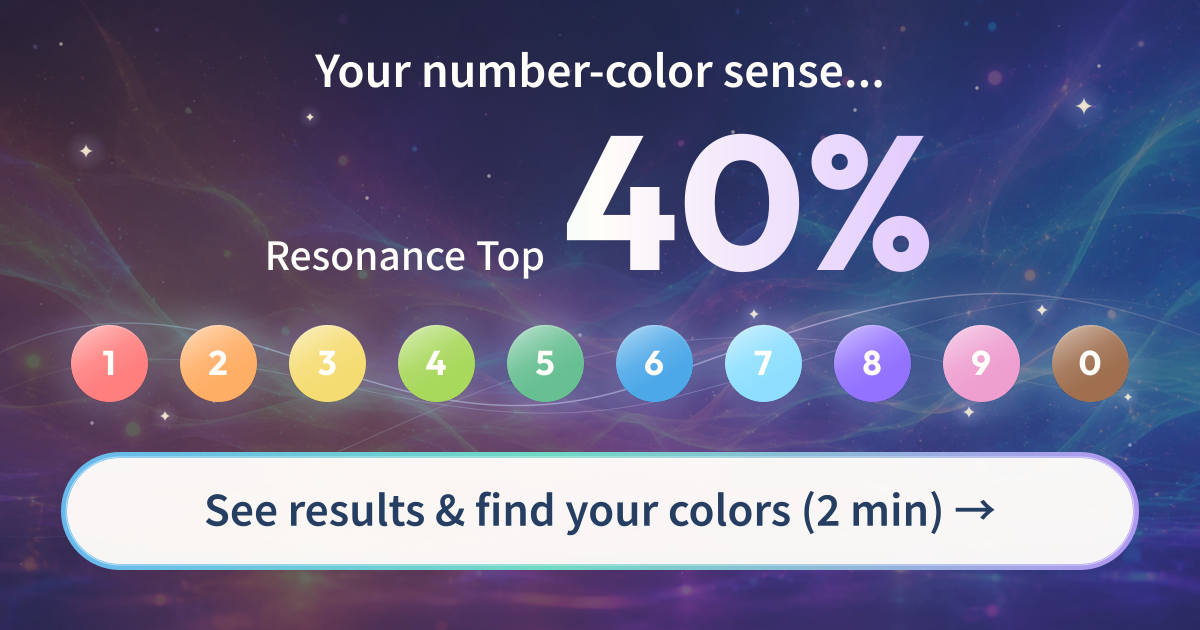 Your number-color sense...
Resonance Top 40%
1 2 3 4 5 6 7 8 9 0
See results & find your colors (2 min) →